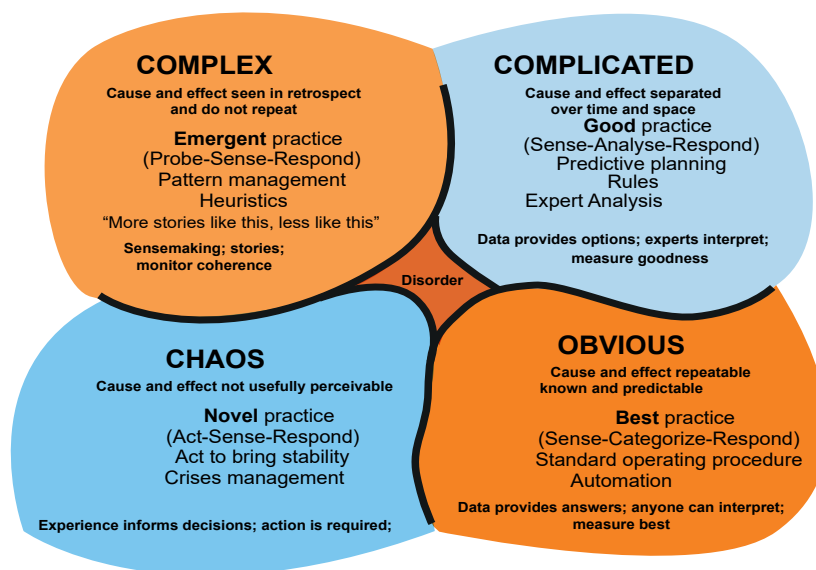 COMPLEX
Cause and effect seen in retrospect
and do not repeat
Emergent practice
(Probe-Sense-Respond)
Pattern management
Heuristics
“More stories like this, less like this”
Sensemaking; stories;
monitor coherence
COMPLICATED
Cause and effect separated
over time and space
Good practice
(Sense-Analyse-Respond)
Predictive planning
Rules
Expert Analysis
Data provides options; experts interpret;
measure goodness
Disorder
CHAOS
Cause and effect not usefully perceivable
Novel practice
(Act-Sense-Respond)
Act to bring stability
Crises management
Experience informs decisions; action is required;
OBVIOUS
Cause and effect repeatable
known and predictable
Best practice
(Sense-Categorize-Respond)
Standard operating procedure
Automation
Data provides answers; anyone can interpret;
measure best